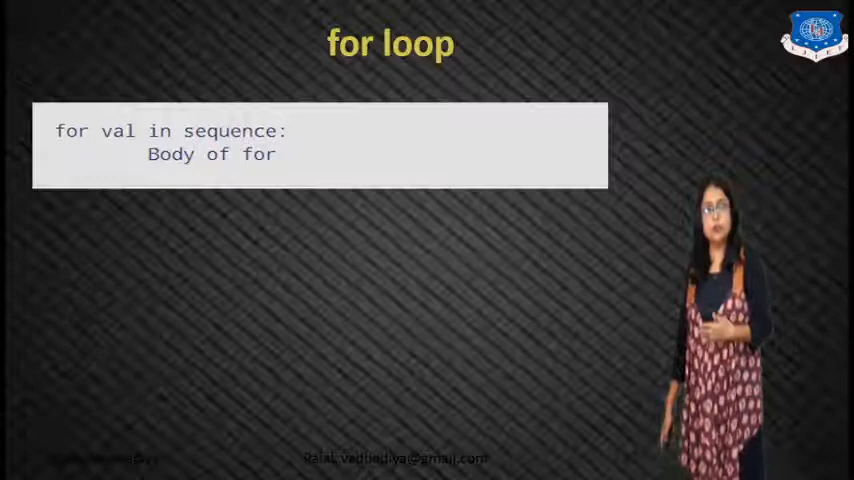 for loop
for val in sequence:
Body of for